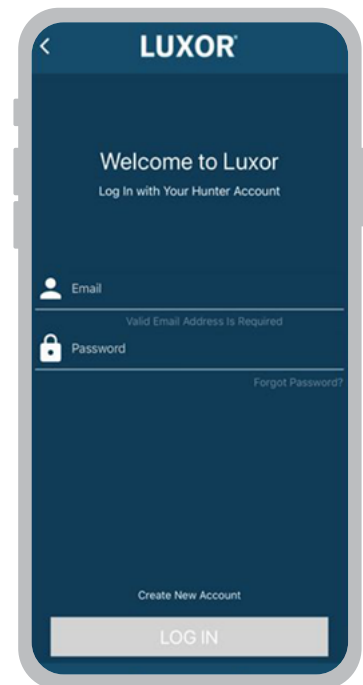 LUXOR®
Welcome to Luxor
Log In with Your Hunter Account
Email
Valid Email Address Is Required
Password
Forgot Password?
Create New Account
LOG IN